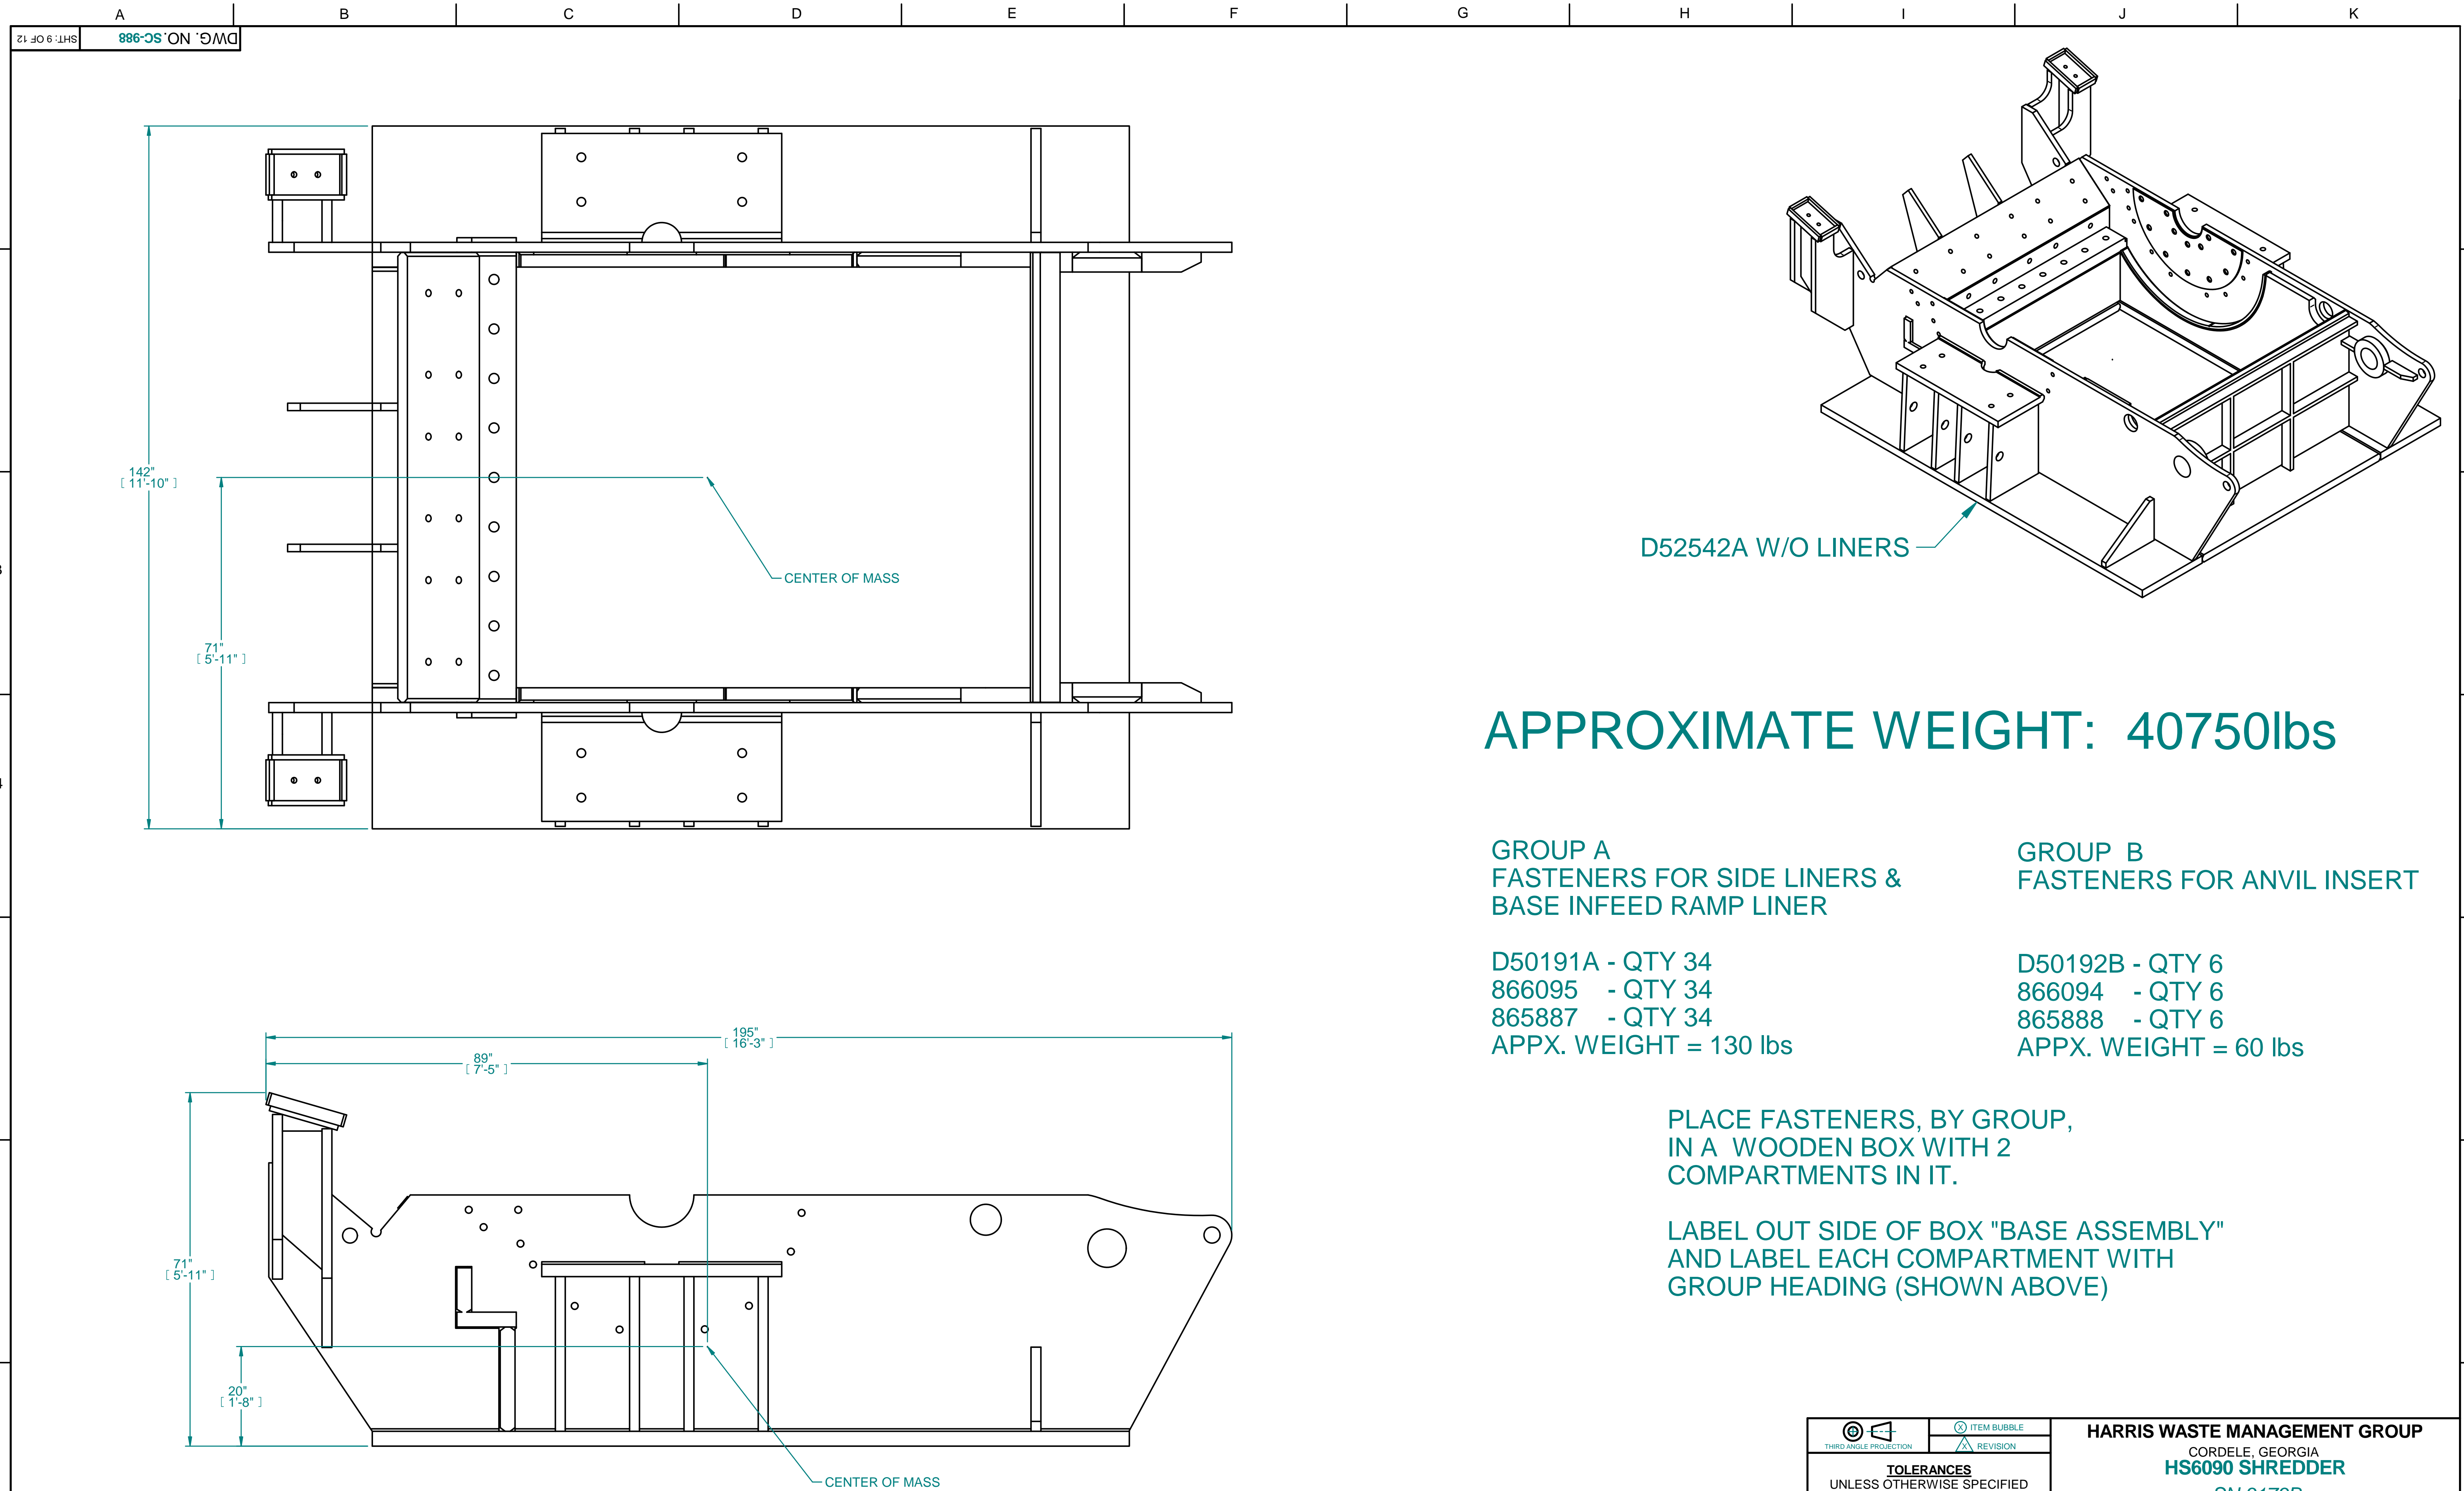 A B C D E F G H I J K
DWG. NO. SC-988 SHT: 9 OF 12
142"
[ 11'-10" ]
71"
[ 5'-11" ]
CENTER OF MASS
D52542A W/O LINERS
APPROXIMATE WEIGHT: 40750lbs
GROUP A
FASTENERS FOR SIDE LINERS &
BASE INFEED RAMP LINER
D50191A - QTY 34
866095 - QTY 34
865887 - QTY 34
APPX. WEIGHT = 130 lbs
GROUP B
FASTENERS FOR ANVIL INSERT
D50192B - QTY 6
866094 - QTY 6
865888 - QTY 6
APPX. WEIGHT = 60 lbs
PLACE FASTENERS, BY GROUP,
IN A WOODEN BOX WITH 2
COMPARTMENTS IN IT.
LABEL OUT SIDE OF BOX "BASE ASSEMBLY"
AND LABEL EACH COMPARTMENT WITH
GROUP HEADING (SHOWN ABOVE)
195"
[ 16'-3" ]
89"
[ 7'-5" ]
71"
[ 5'-11" ]
20"
[ 1'-8" ]
CENTER OF MASS
THIRD ANGLE PROJECTION
X ITEM BUBBLE
X REVISION
TOLERANCES
UNLESS OTHERWISE SPECIFIED
HARRIS WASTE MANAGEMENT GROUP
CORDELE, GEORGIA
HS6090 SHREDDER